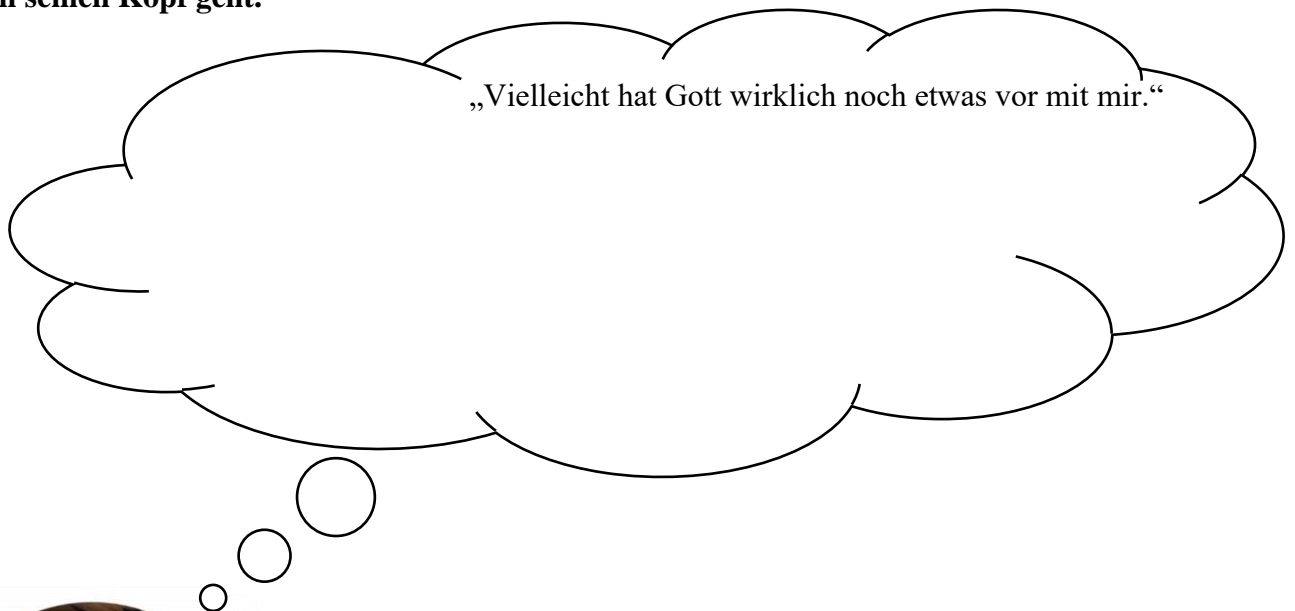 seinen Kopf geht.
„Vielleicht hat Gott wirklich noch etwas vor mit mir.“